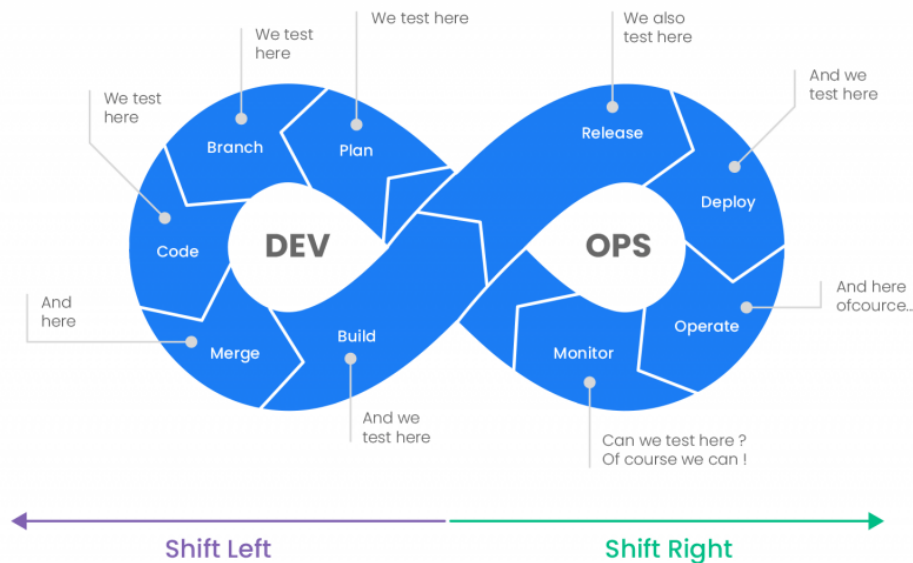 We test here
We test
here
We also
test here
And we
test here
We test
here
Branch
Plan
Release
Deploy
Code
DEV
OPS
And
here
And here
ofcource...
Merge
Build
Monitor
Operate
And we
test here
Can we test here ?
Of course we can !
Shift Left
Shift Right